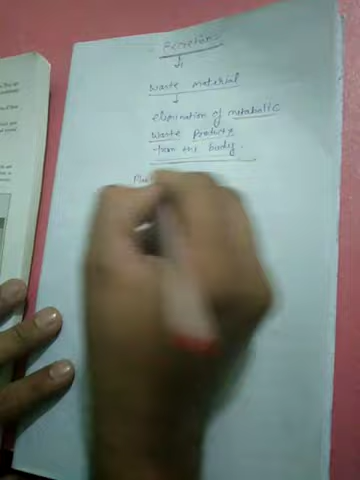 Excretion
waste material
elimination of metabolic
waste products
from the body.